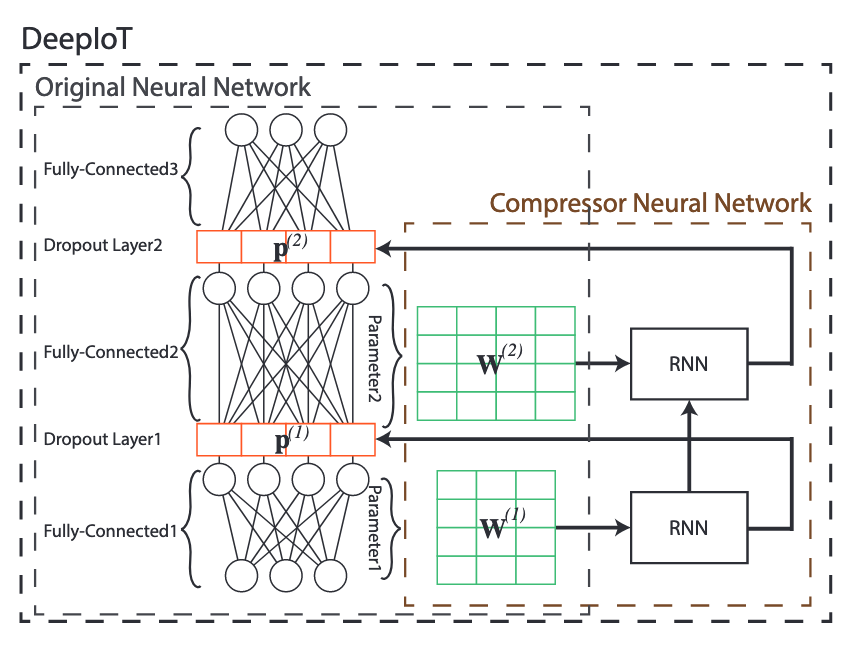 DeepIoT
Original Neural Network
Fully-Connected3
Compressor Neural Network
Dropout Layer2
p(2)
Fully-Connected2
Parameter2
W(2)
RNN
Dropout Layer1
p(1)
Fully-Connected1
Parameter1
W(1)
RNN